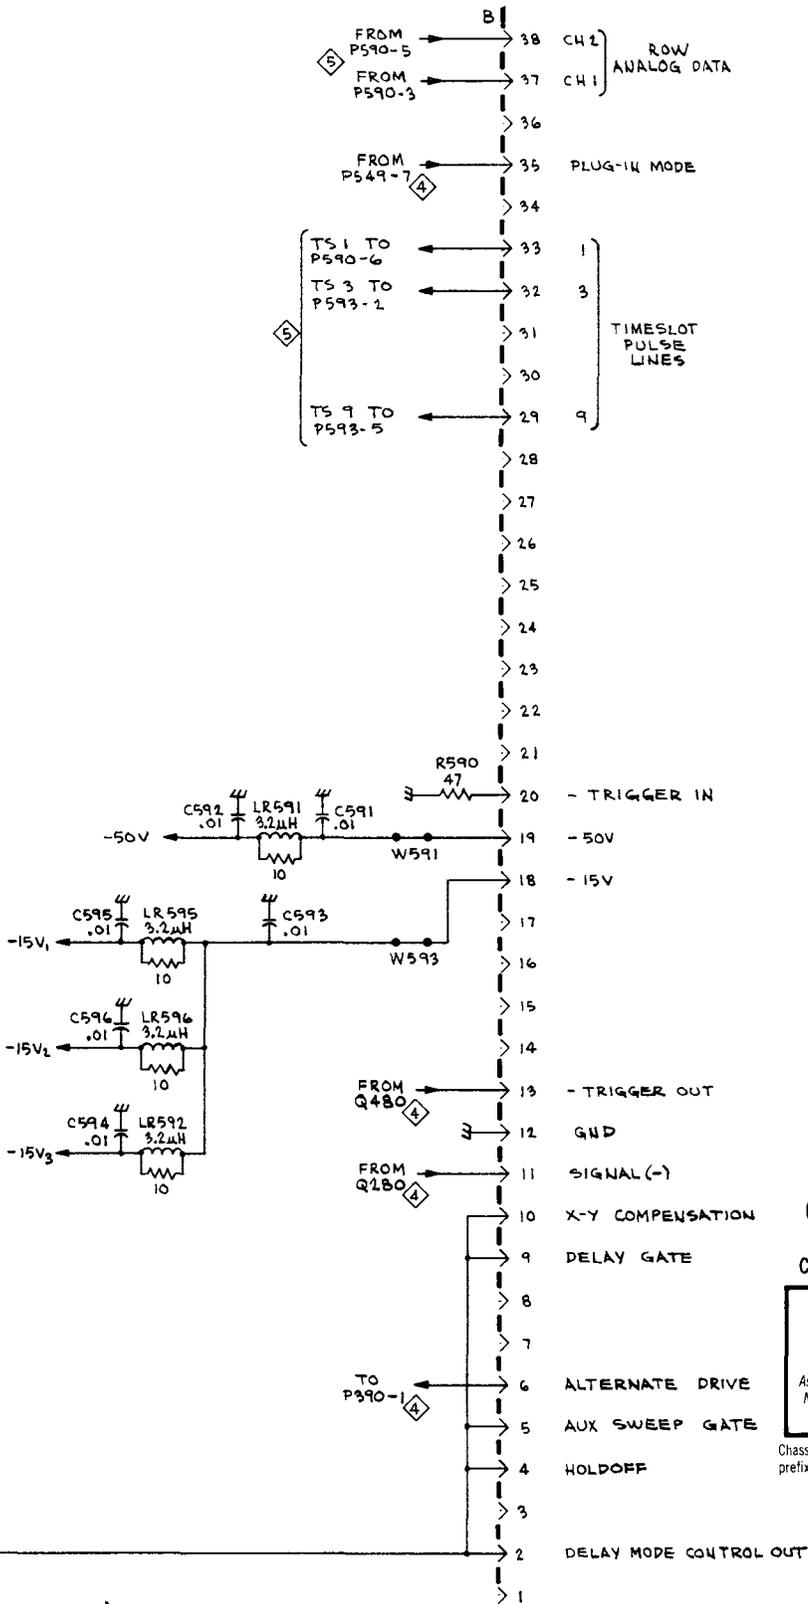 B
FROM P590-5 38 CH 2
5
ROW ANALOG DATA
FROM P590-3 37 CH 1
36
FROM P549-7 35 PLUG-IN MODE
4
34
TS 1 TO P590-6 33 1
TS 3 TO P593-2 32 3
5
31
TIMESLOT PULSE LINES
30
TS 9 TO P593-5 29 9
28
27
26
25
24
23
22
21
R590 47 20 - TRIGGER IN
C592 .01 LR591 3.2µH C591 .01
-50V 10 W591 19 - 50V
18 - 15V
17
C595 .01 LR595 3.2µH C593 .01
-15V1 10 W593
16
15
C596 .01 LR596 3.2µH
-15V2 10
14
FROM Q480 13 - TRIGGER OUT
4
C594 .01 LR592 3.2µH
-15V3 10
12 GND
FROM Q280 11 SIGNAL(-)
4
10 X-Y COMPENSATION
9 DELAY GATE
8
7
TO P390-1 6 ALTERNATE DRIVE
4
5 AUX SWEEP GATE
4 HOLDOFF
Chass
prefix
3
2 DELAY MODE CONTROL OUT
1